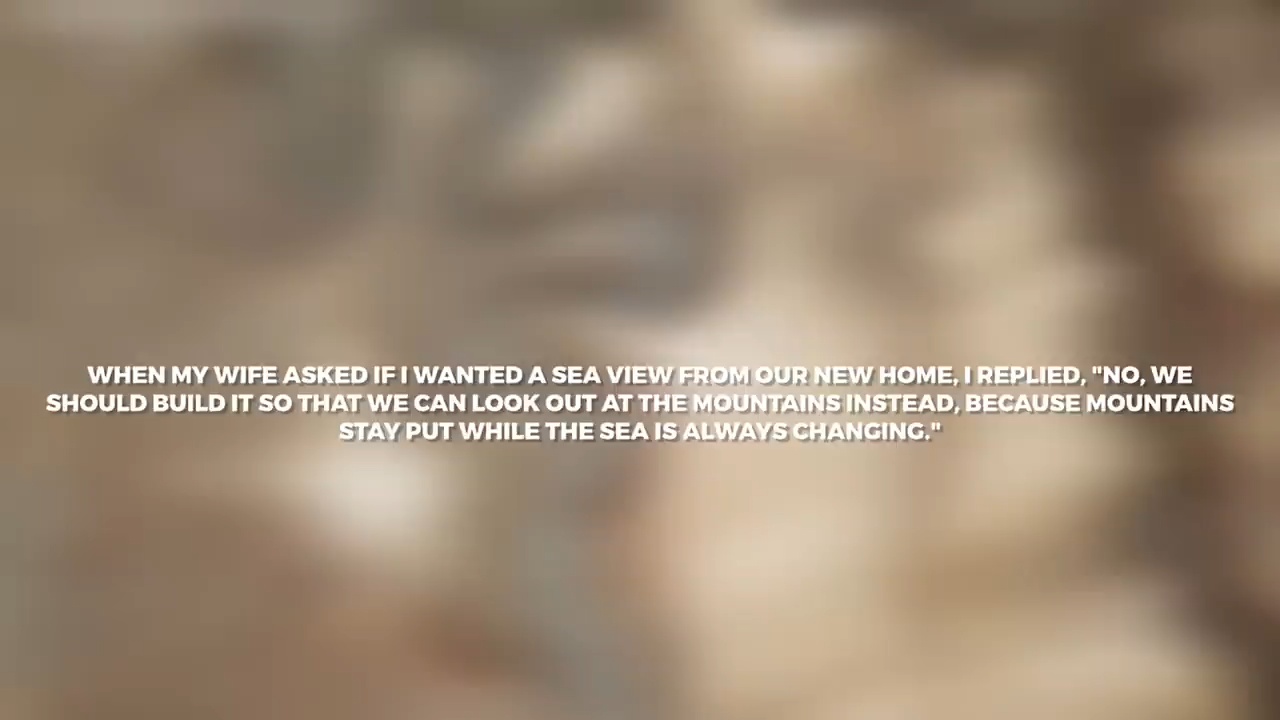 WHEN MY WIFE ASKED IF I WANTED A SEA VIEW FROM OUR NEW HOME, I REPLIED, "NO, WE
SHOULD BUILD IT SO THAT WE CAN LOOK OUT AT THE MOUNTAINS INSTEAD, BECAUSE MOUNTAINS
STAY PUT WHILE THE SEA IS ALWAYS CHANGING."